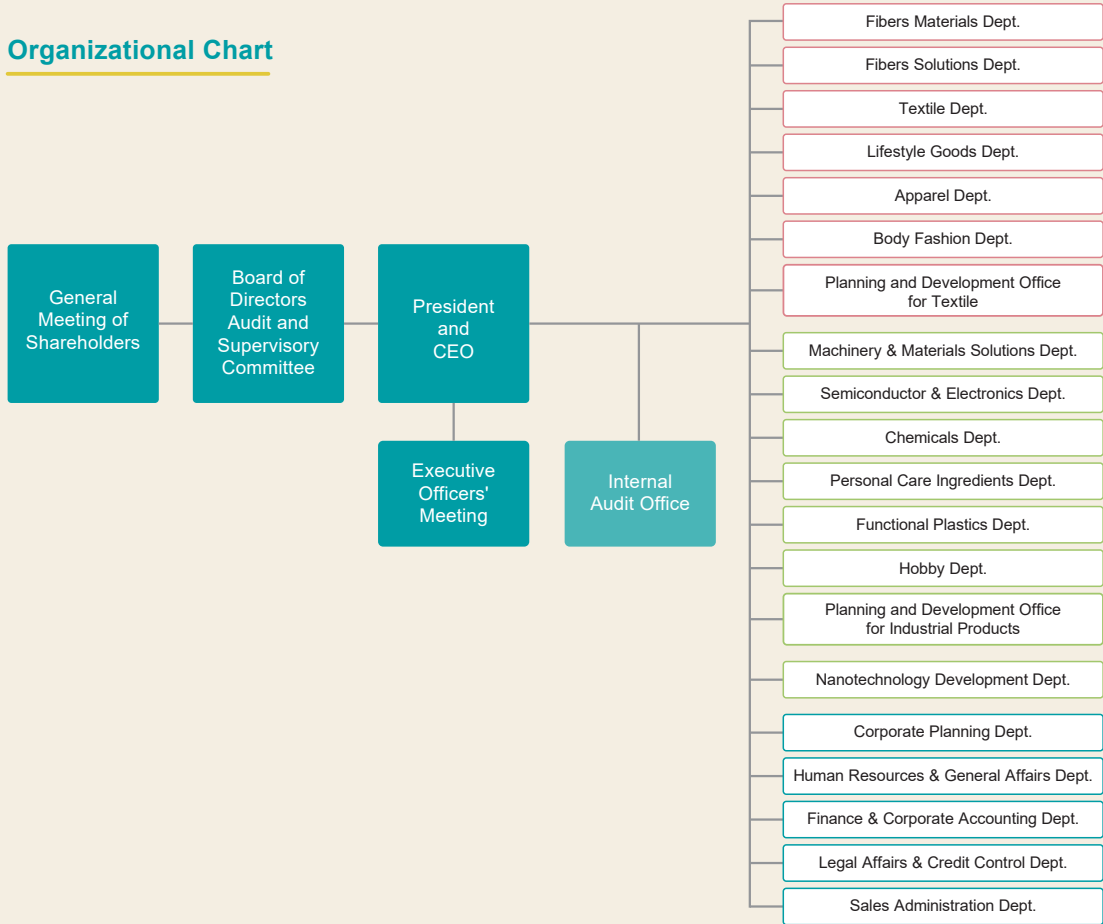 Organizational Chart
General
Meeting of
Shareholders
Board of
Directors
Audit and
Supervisory
Committee
President
and
CEO
Executive
Officers'
Meeting
Internal
Audit Office
Fibers Materials Dept.
Fibers Solutions Dept.
Textile Dept.
Lifestyle Goods Dept.
Apparel Dept.
Body Fashion Dept.
Planning and Development Office
for Textile
Machinery & Materials Solutions Dept.
Semiconductor & Electronics Dept.
Chemicals Dept.
Personal Care Ingredients Dept.
Functional Plastics Dept.
Hobby Dept.
Planning and Development Office
for Industrial Products
Nanotechnology Development Dept.
Corporate Planning Dept.
Human Resources & General Affairs Dept.
Finance & Corporate Accounting Dept.
Legal Affairs & Credit Control Dept.
Sales Administration Dept.